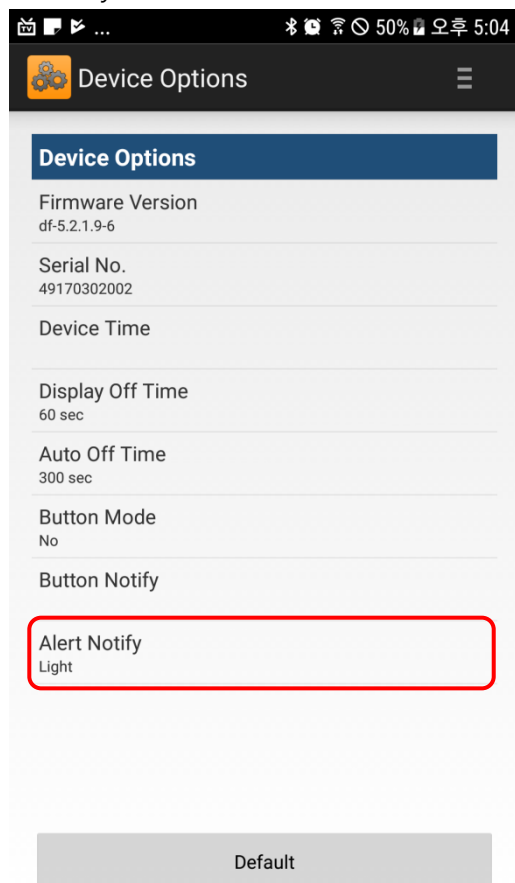 ... 50% 오후 5:04
Device Options
Device Options
Firmware Version
df-5.2.1.9-6
Serial No.
49170302002
Device Time
Display Off Time
60 sec
Auto Off Time
300 sec
Button Mode
No
Button Notify
Alert Notify
Light
Default